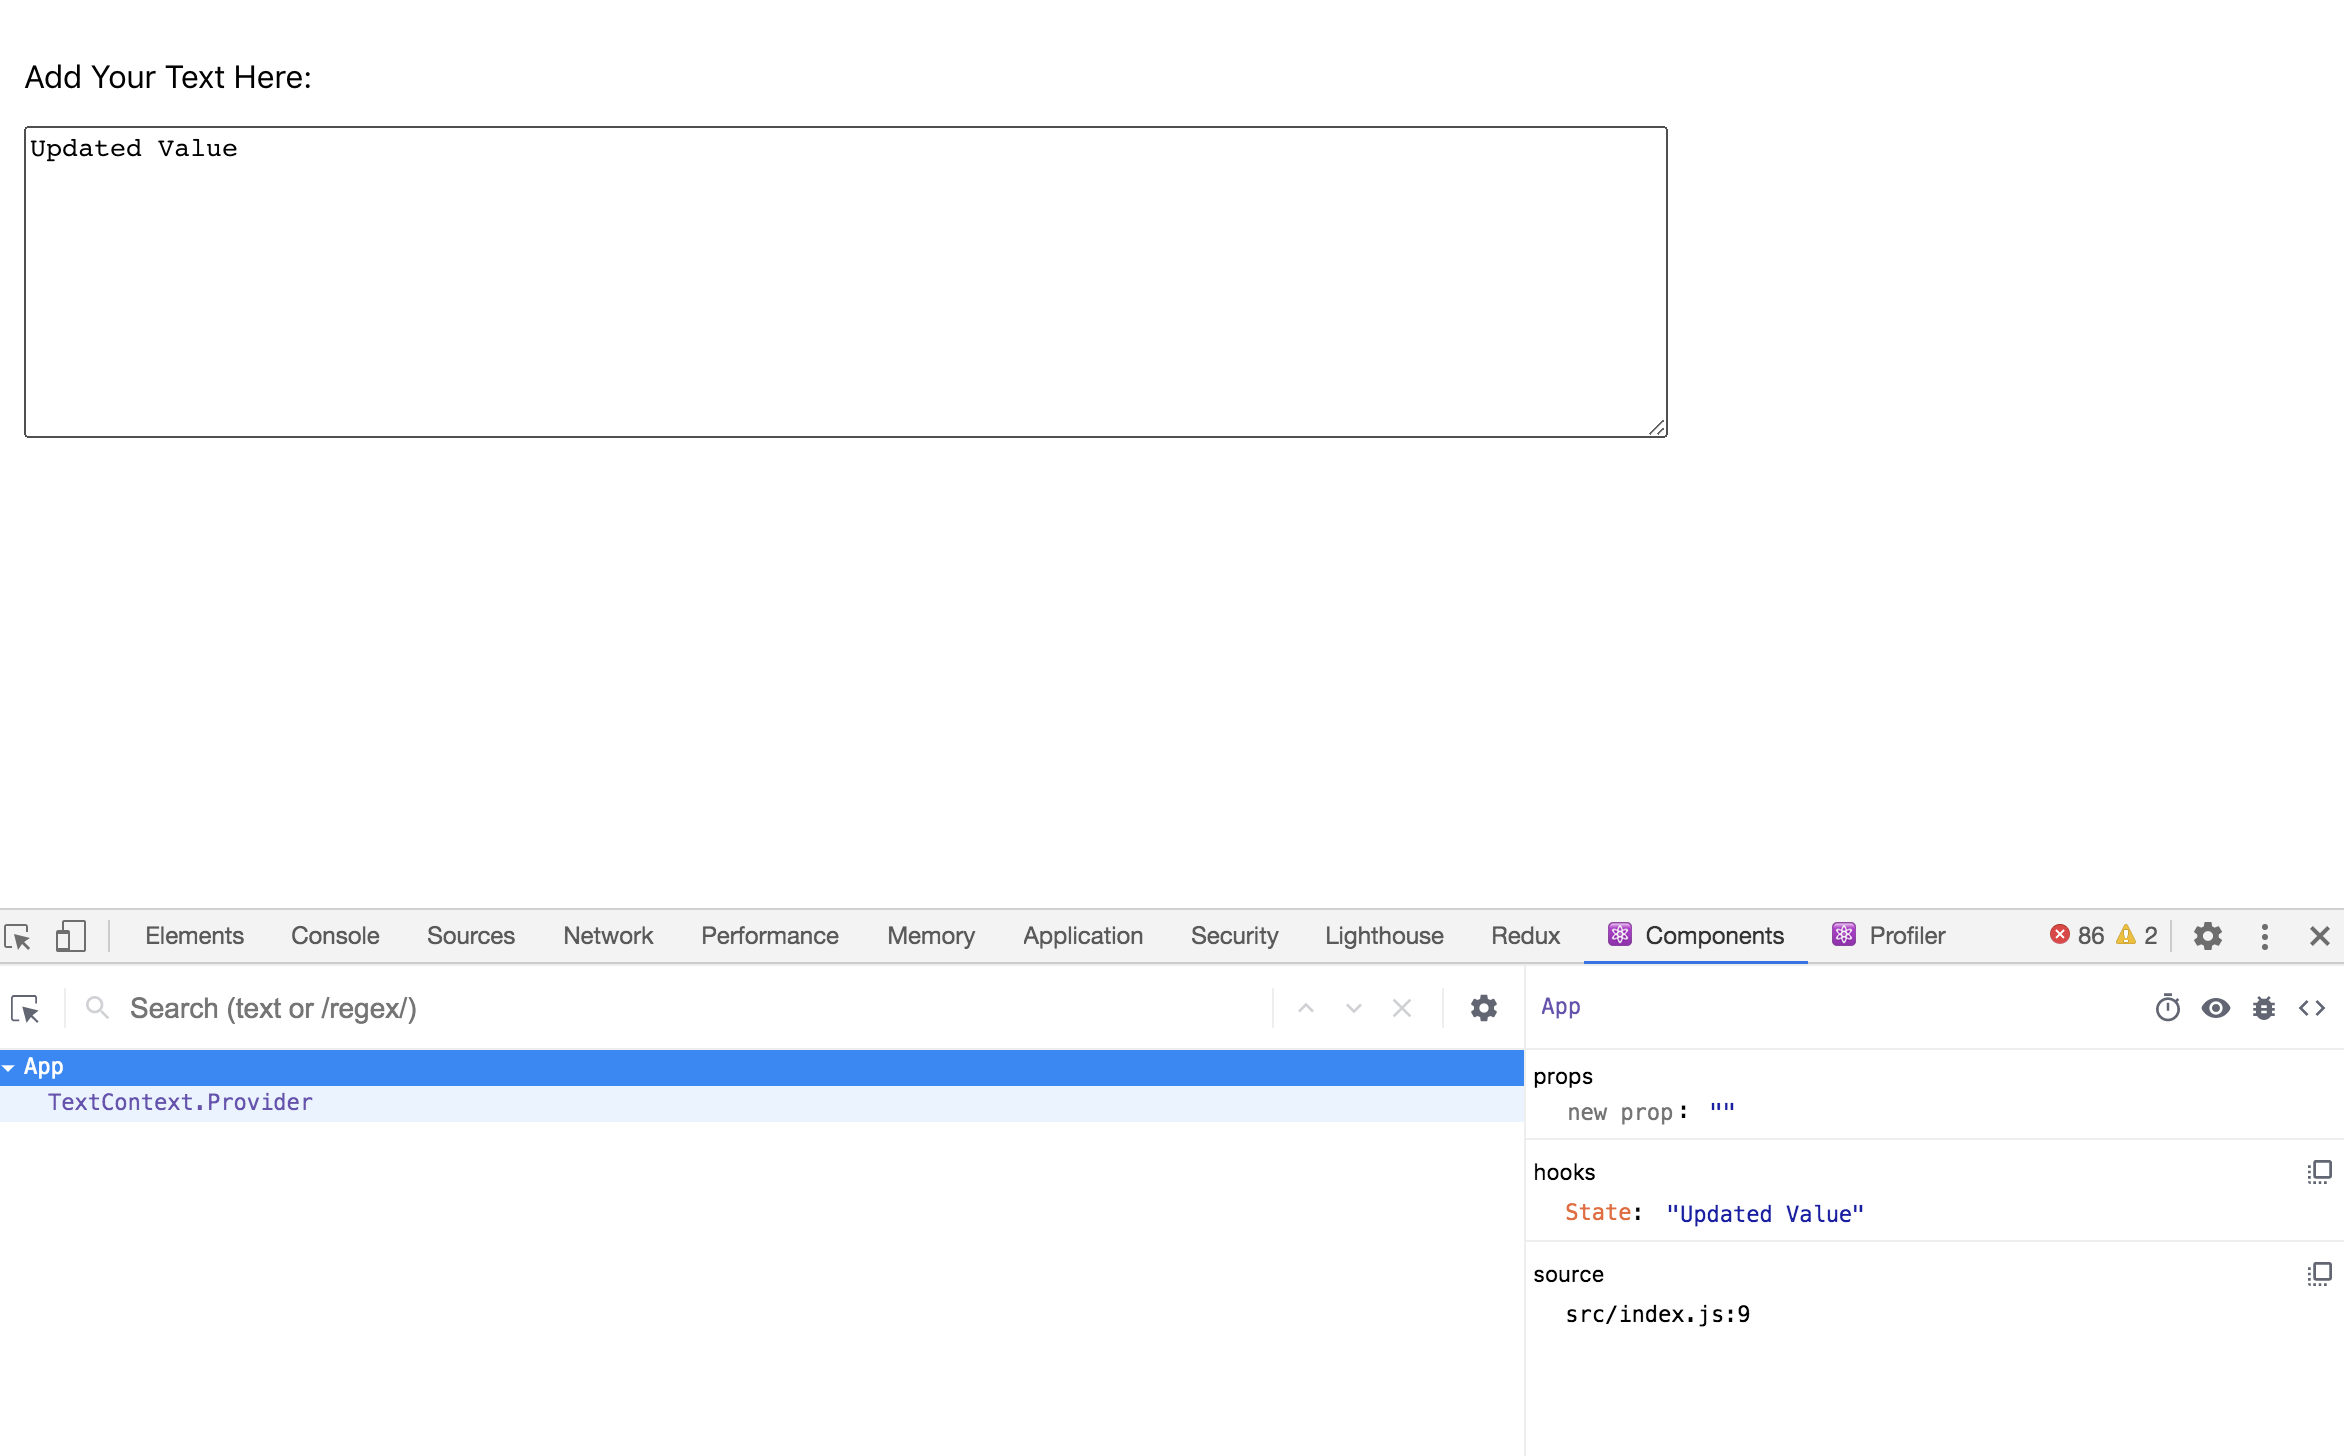 Add Your Text Here:
Updated Value
Elements Console Sources Network Performance Memory Application Security Lighthouse Redux Components Profiler 86 2
Search (text or /regex/)
App
App
TextContext.Provider
props
new prop: ""
hooks
State: "Updated Value"
source
src/index.js:9